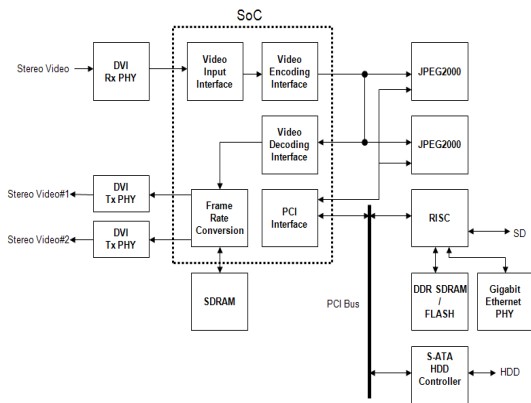 SoC
Stereo Video
DVI
Rx PHY
Video
Input
Interface
Video
Encoding
Interface
JPEG2000
Video
Decoding
Interface
JPEG2000
Stereo Video#1
DVI
Tx PHY
Frame
Rate
Conversion
PCI
Interface
RISC
SD
Stereo Video#2
DVI
Tx PHY
SDRAM
PCI Bus
DDR SDRAM
/
FLASH
Gigabit
Ethernet
PHY
S-ATA
HDD
Controller
HDD